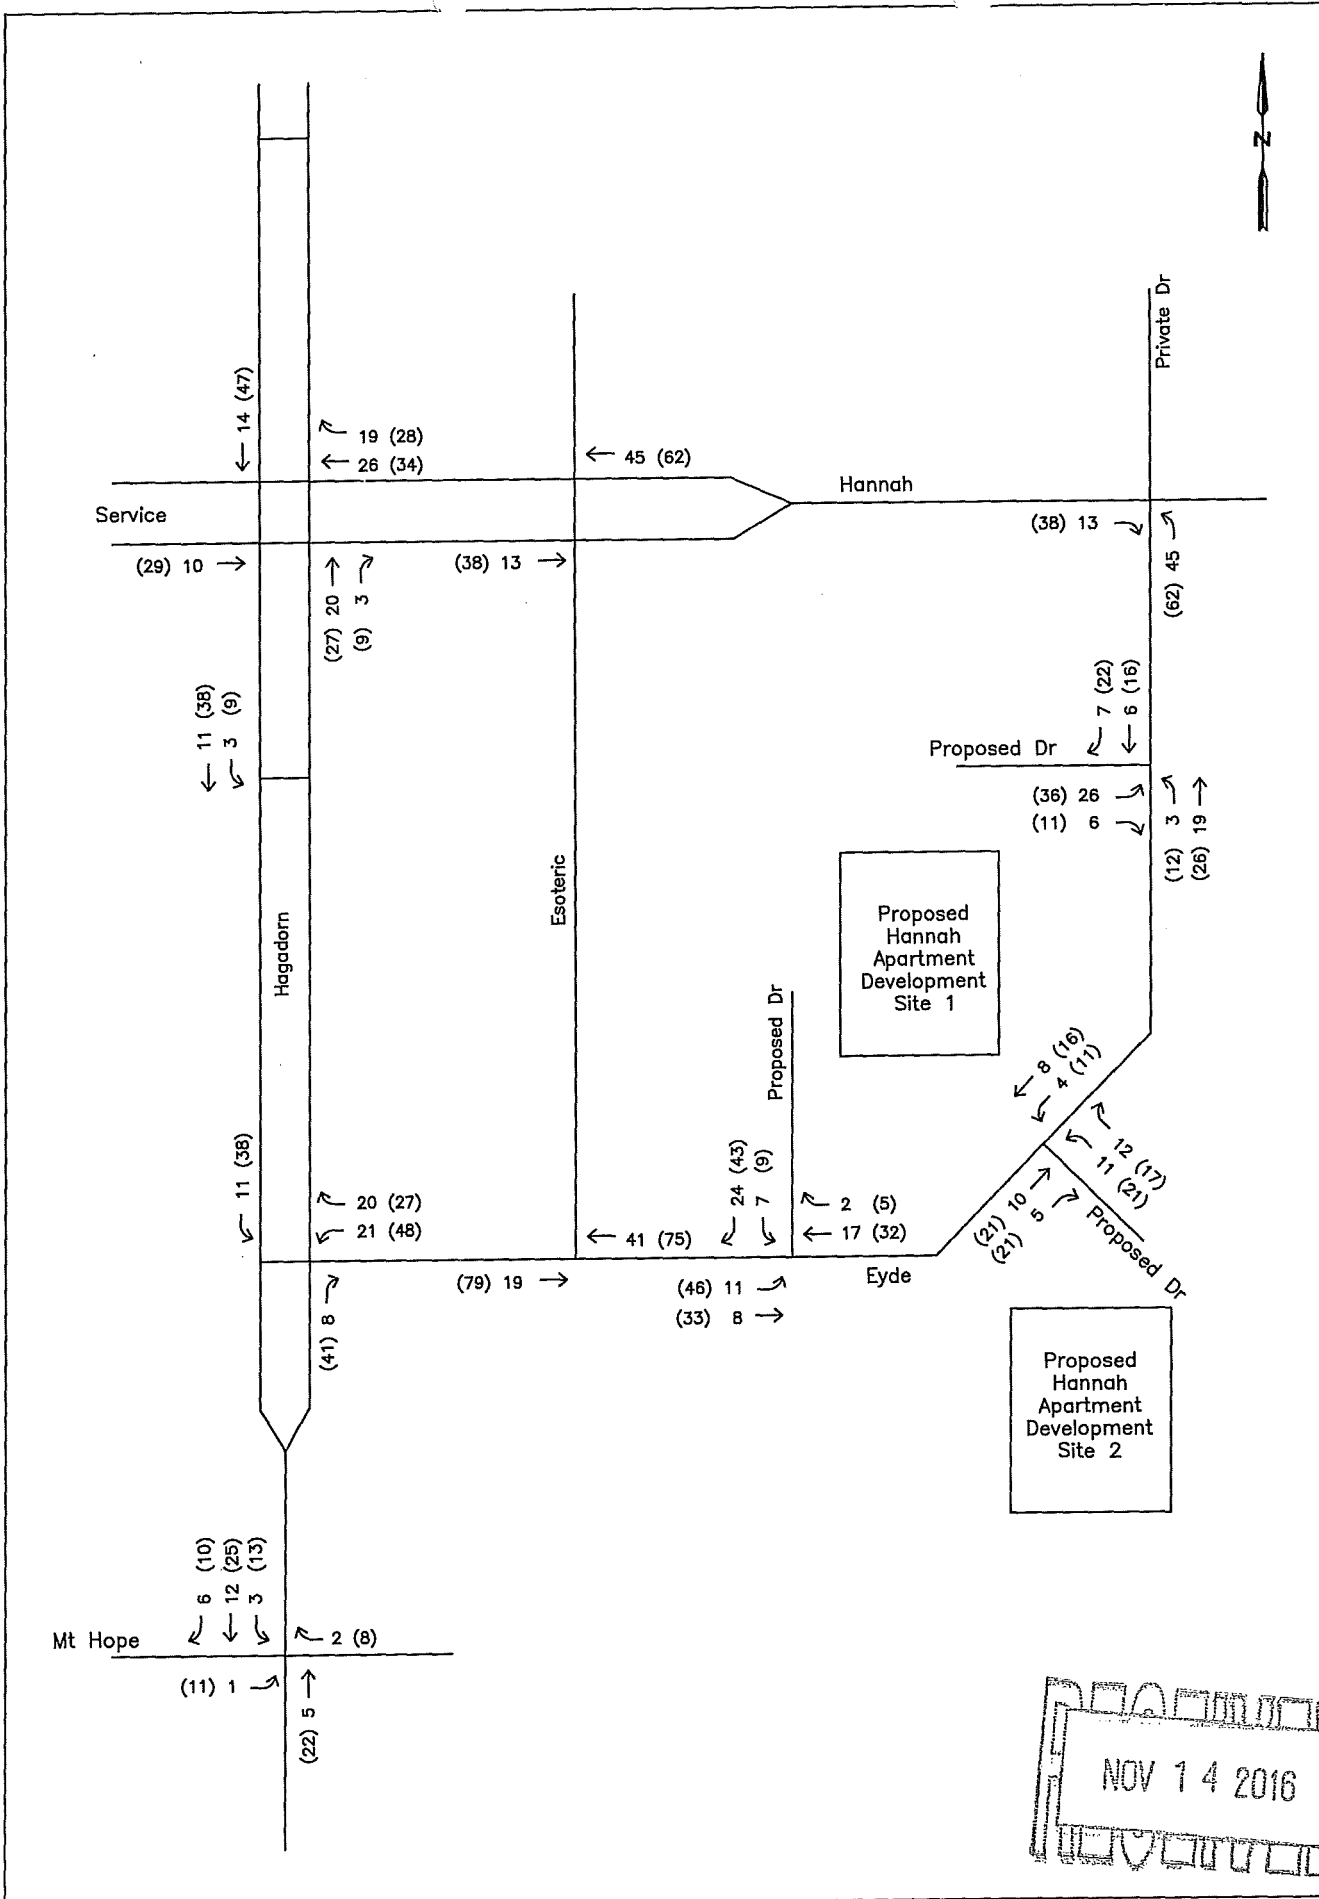 N
Private Dr
14 (47)
19 (28)
26 (34)
45 (62)
Hannah
Service
(29) 10
(38) 13
(38) 13
(62) 45
(27) 20
(9) 3
11 (38)
3 (9)
7 (22)
6 (16)
Proposed Dr
(36) 26
(11) 6
(12) 3
(26) 19
Hagadorn
Esoteric
Proposed
Hannah
Apartment
Development
Site 1
Proposed Dr
8 (16)
4 (11)
12 (17)
11 (21)
(21) 10
(21) 5
Proposed Dr
11 (38)
20 (27)
21 (48)
24 (43)
7 (9)
2 (5)
17 (32)
41 (75)
(79) 19
(46) 11
(33) 8
Eyde
(41) 8
Proposed
Hannah
Apartment
Development
Site 2
6 (10)
12 (25)
3 (13)
Mt Hope
2 (8)
(11) 1
(22) 5
NOV 14 2016